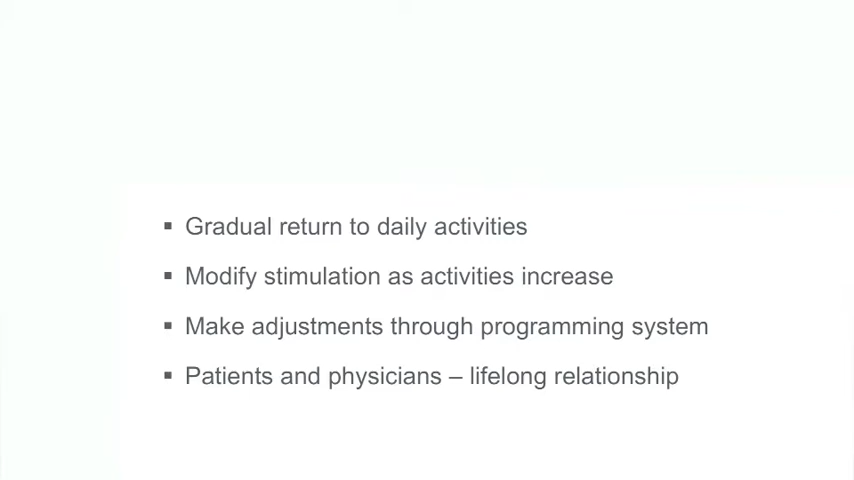 ▪ Gradual return to daily activities
▪ Modify stimulation as activities increase
▪ Make adjustments through programming system
▪ Patients and physicians – lifelong relationship